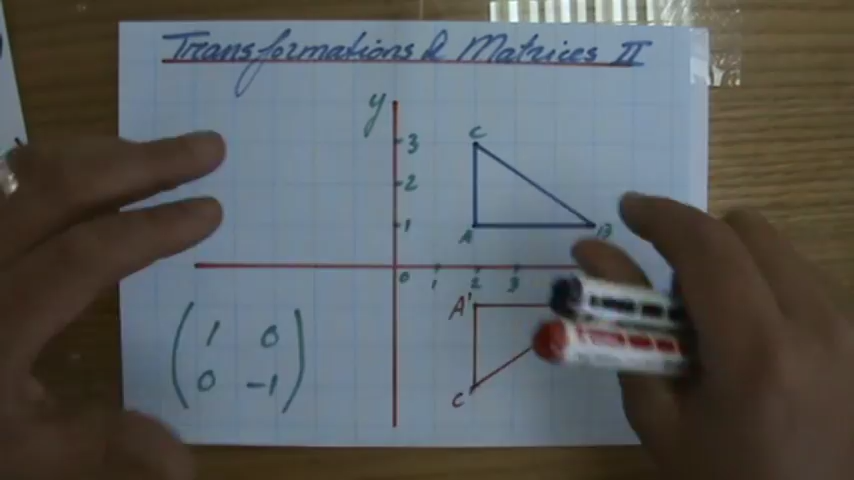 Transformations & Matrices II
y
3
C
2
1
A
B
0 1 2 3
A'
1 0
0 -1
C